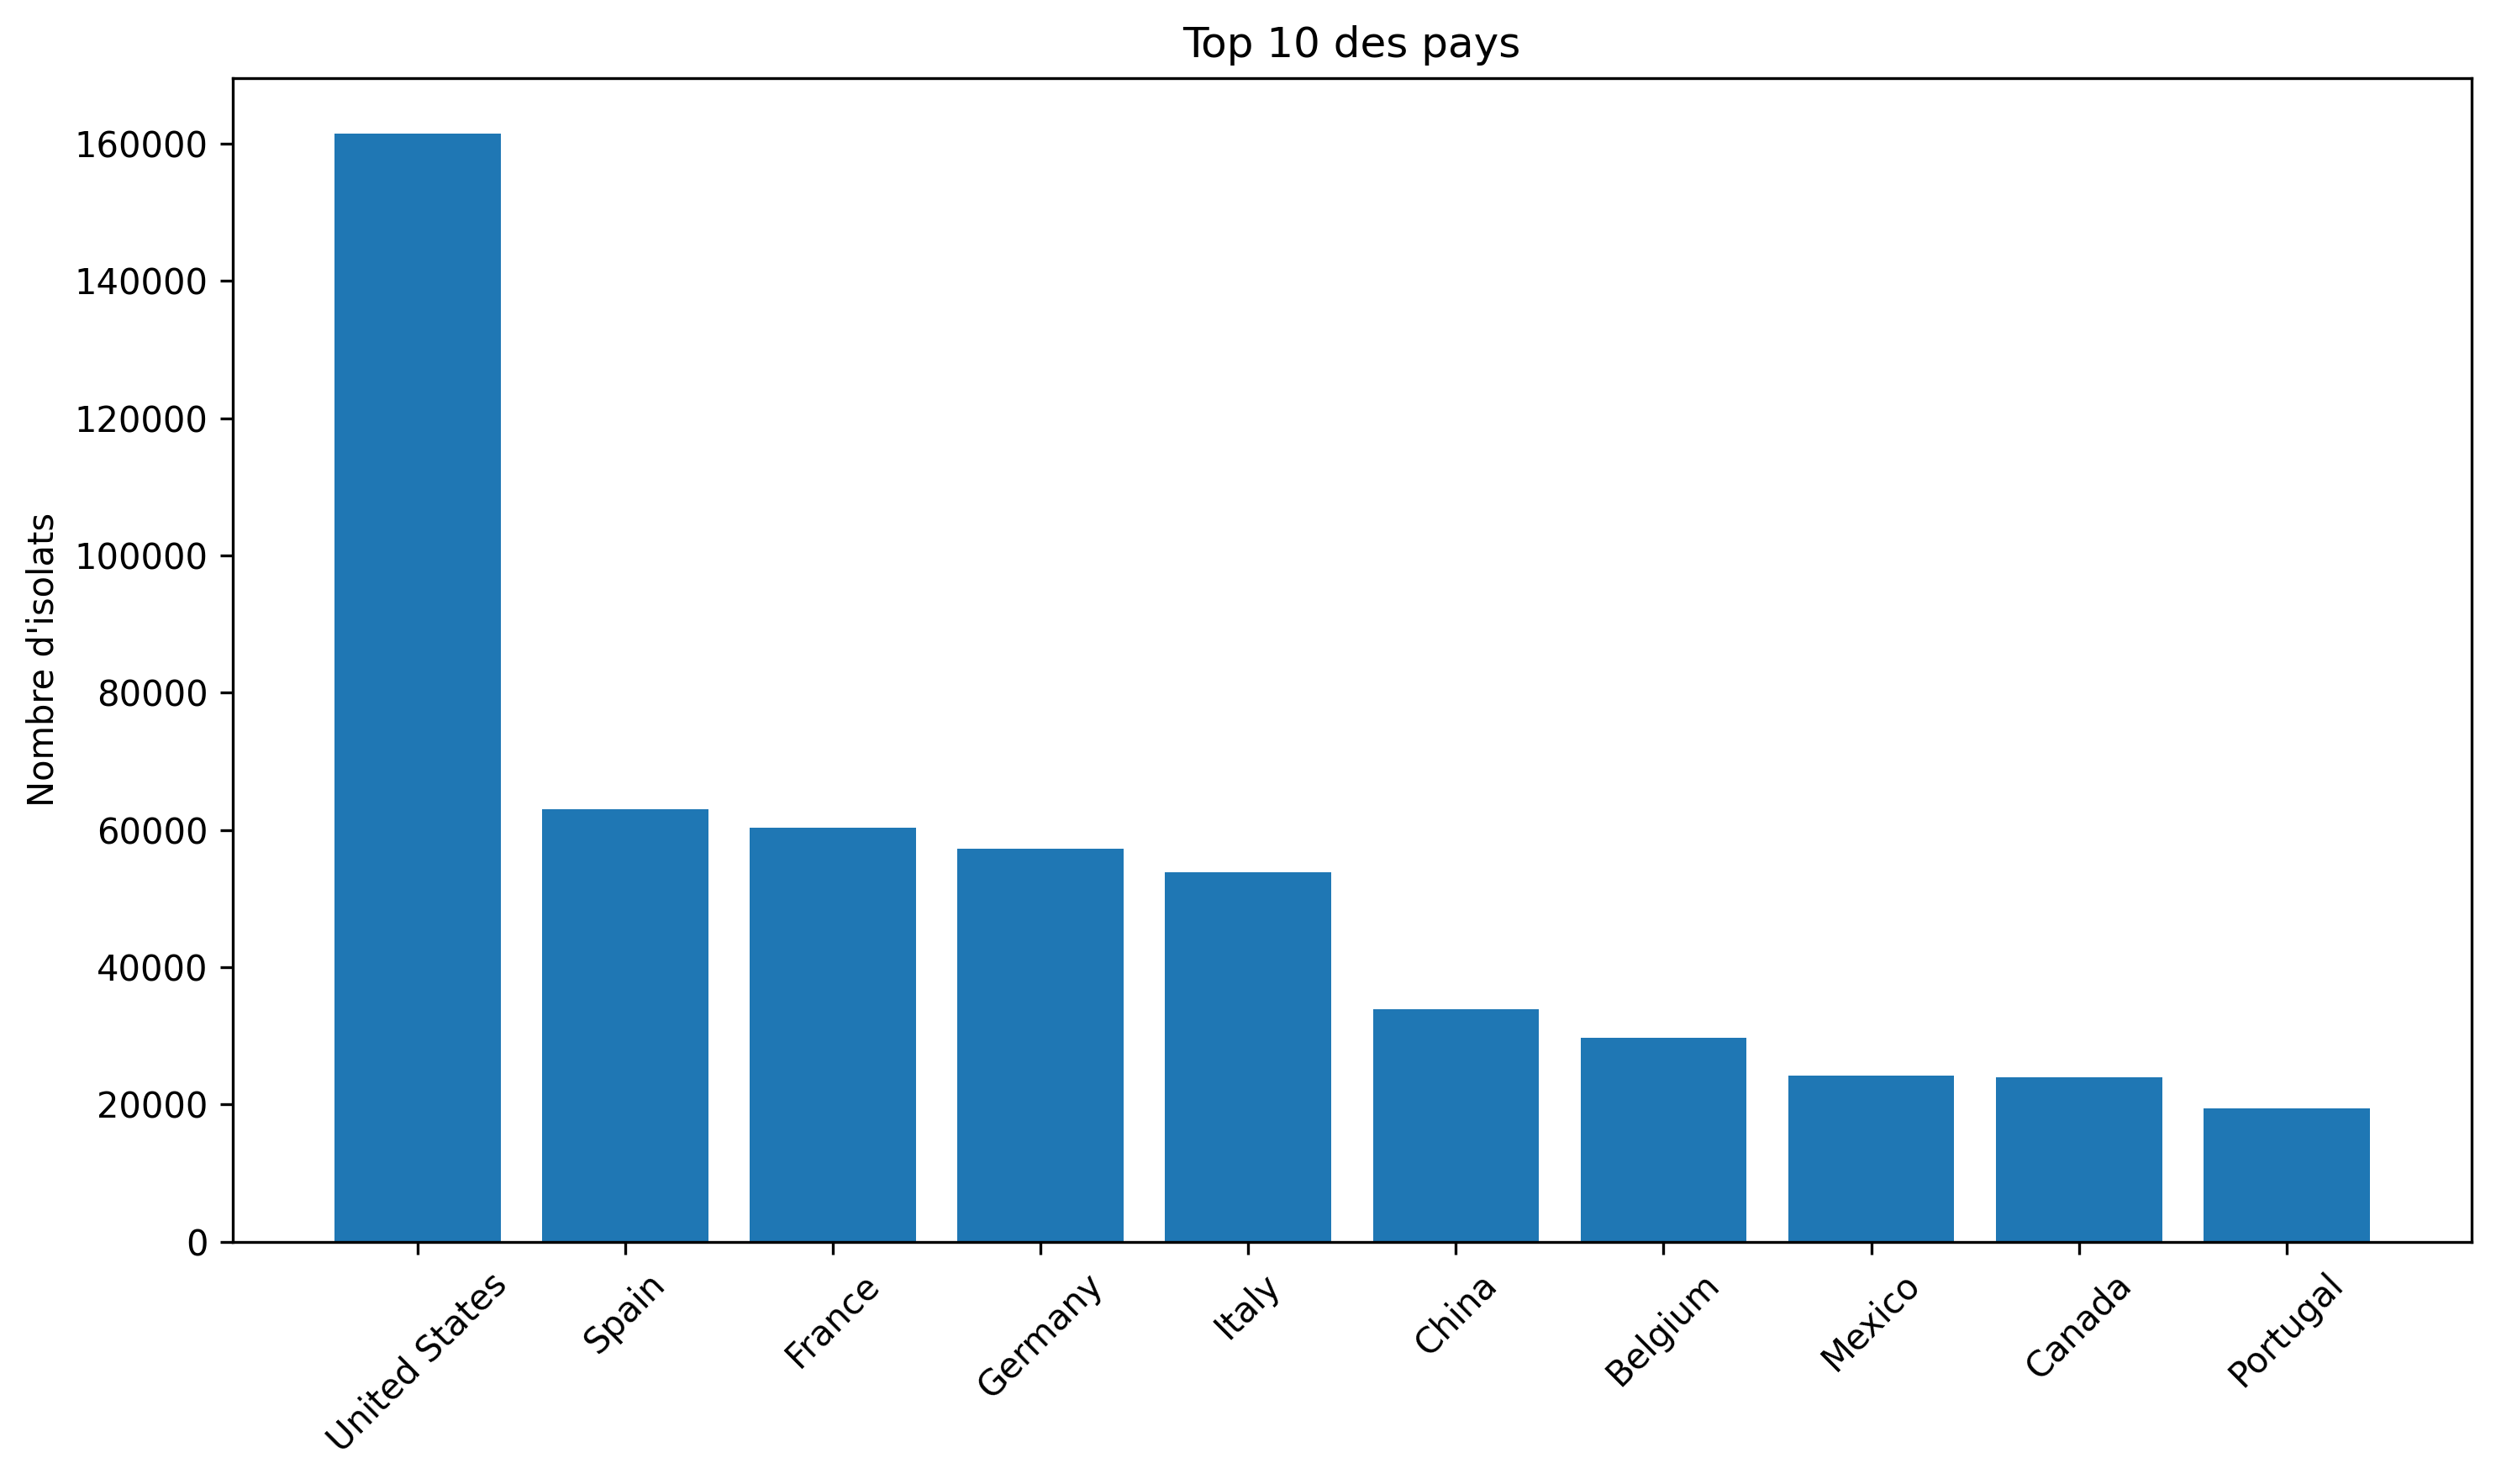 Top 10 des pays
Nombre d'isolats
160000
140000
120000
100000
80000
60000
40000
20000
0
United States
Spain
France
Germany
Italy
China
Belgium
Mexico
Canada
Portugal